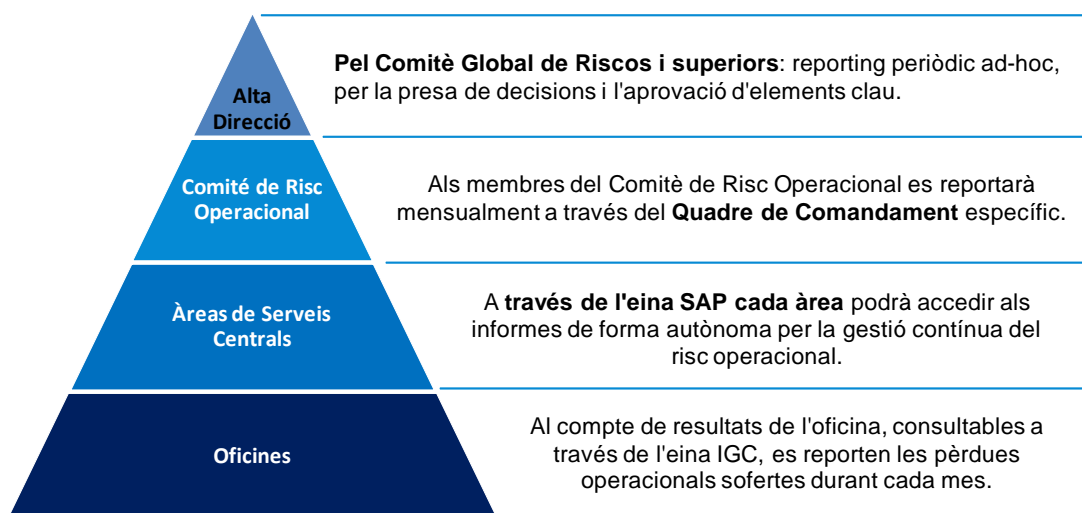 Alta
Direcció
Pel Comitè Global de Riscos i superiors: reporting periòdic ad-hoc,
per la presa de decisions i l'aprovació d'elements clau.
Comité de Risc
Operacional
Als membres del Comitè de Risc Operacional es reportarà
mensualment a través del Quadre de Comandament específic.
Àreas de Serveis
Centrals
A través de l'eina SAP cada àrea podrà accedir als
informes de forma autònoma per la gestió contínua del
risc operacional.
Oficines
Al compte de resultats de l'oficina, consultables a
través de l'eina IGC, es reporten les pèrdues
operacionals sofertes durant cada mes.